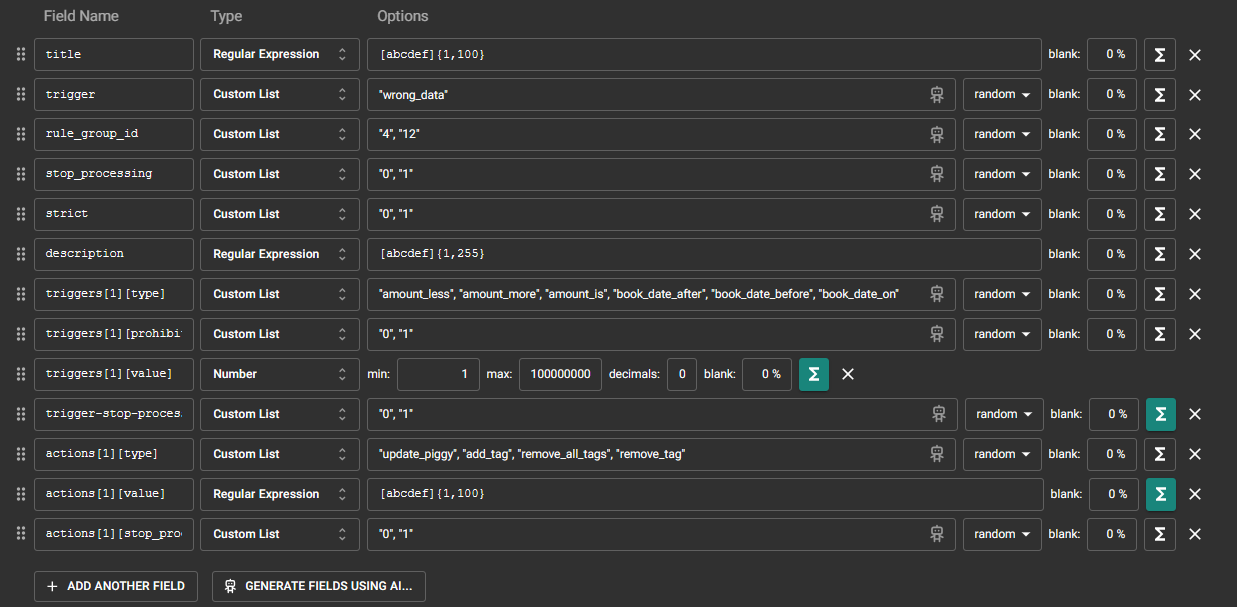 Field Name Type Options
title Regular Expression [abcdef]{1,100} blank: 0 % Σ
trigger Custom List "wrong_data" random blank: 0 % Σ
rule_group_id Custom List "4", "12" random blank: 0 % Σ
stop_processing Custom List "0", "1" random blank: 0 % Σ
strict Custom List "0", "1" random blank: 0 % Σ
description Regular Expression [abcdef]{1,255} blank: 0 % Σ
triggers[1][type] Custom List "amount_less", "amount_more", "amount_is", "book_date_after", "book_date_before", "book_date_on" random blank: 0 % Σ
triggers[1][prohibi Custom List "0", "1" random blank: 0 % Σ
triggers[1][value] Number min: 1 max: 100000000 decimals: 0 blank: 0 % Σ
trigger-stop-proces Custom List "0", "1" random blank: 0 % Σ
actions[1][type] Custom List "update_piggy", "add_tag", "remove_all_tags", "remove_tag" random blank: 0 % Σ
actions[1][value] Regular Expression [abcdef]{1,100} blank: 0 % Σ
actions[1][stop_pro Custom List "0", "1" random blank: 0 % Σ
+ ADD ANOTHER FIELD GENERATE FIELDS USING AI...